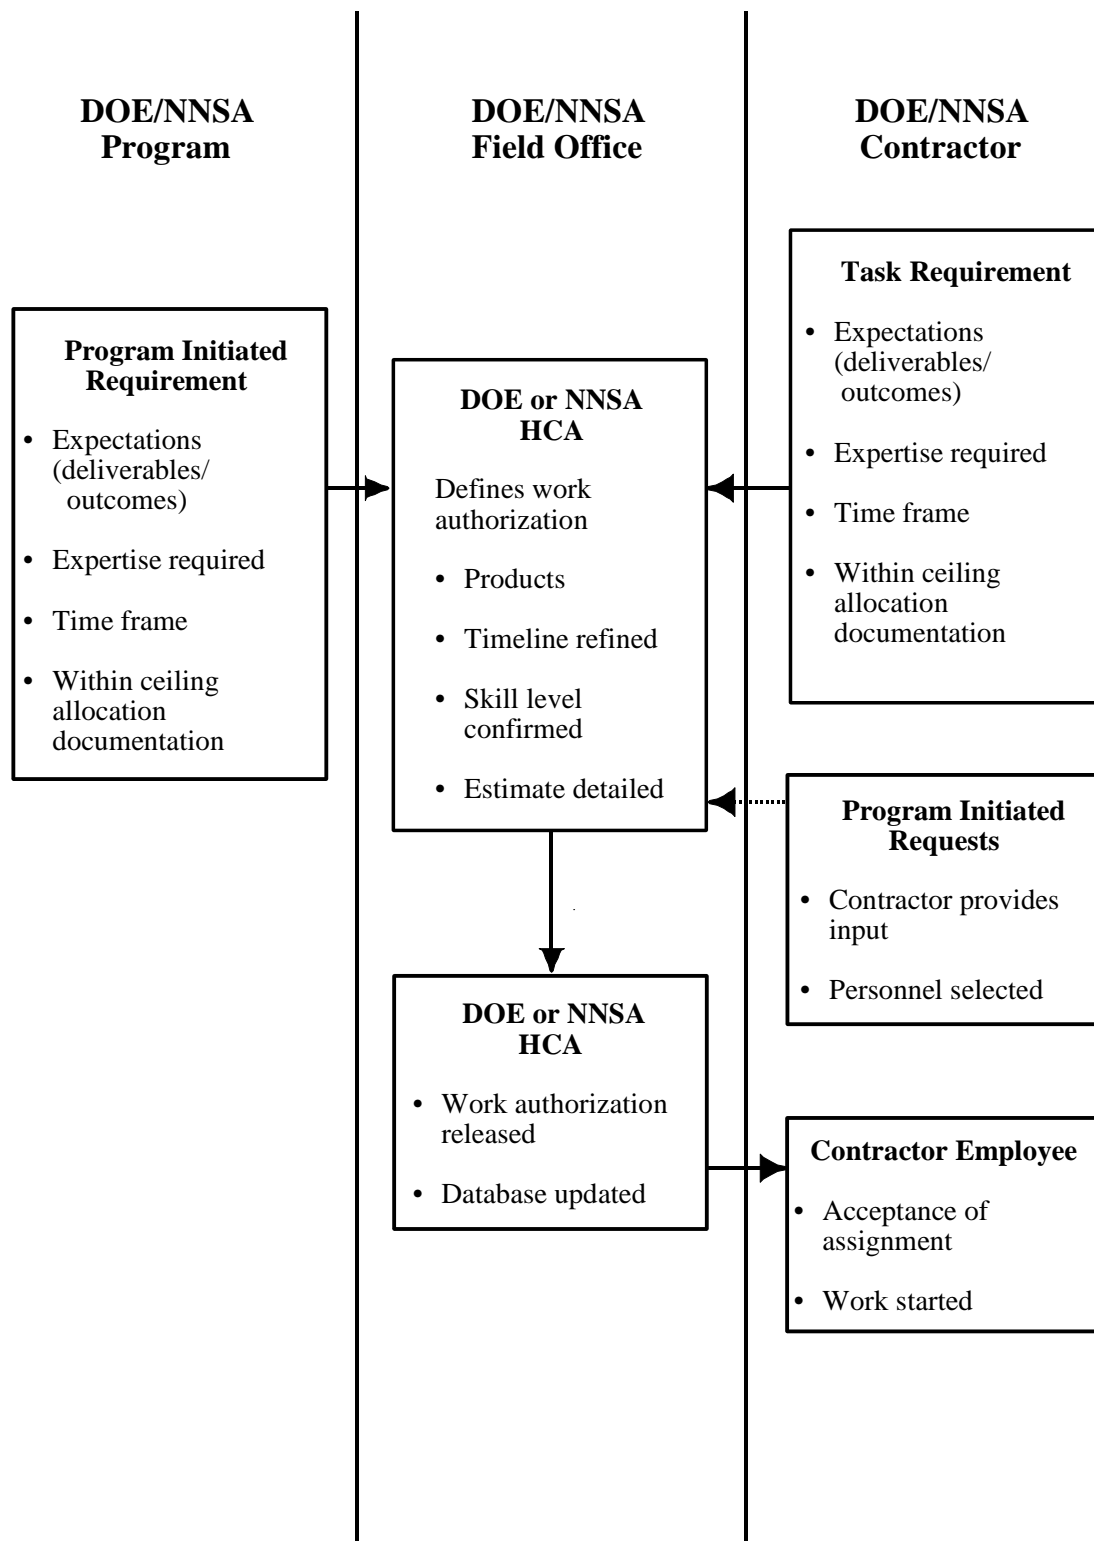 DOE/NNSA
Program
DOE/NNSA
Field Office
DOE/NNSA
Contractor
Program Initiated
Requirement
• Expectations
(deliverables/
outcomes)
• Expertise required
• Time frame
• Within ceiling
allocation
documentation
DOE or NNSA
HCA
Defines work
authorization
• Products
• Timeline refined
• Skill level
confirmed
• Estimate detailed
DOE or NNSA
HCA
• Work authorization
released
• Database updated
Task Requirement
• Expectations
(deliverables/
outcomes)
• Expertise required
• Time frame
• Within ceiling
allocation
documentation
Program Initiated
Requests
• Contractor provides
input
• Personnel selected
Contractor Employee
• Acceptance of
assignment
• Work started